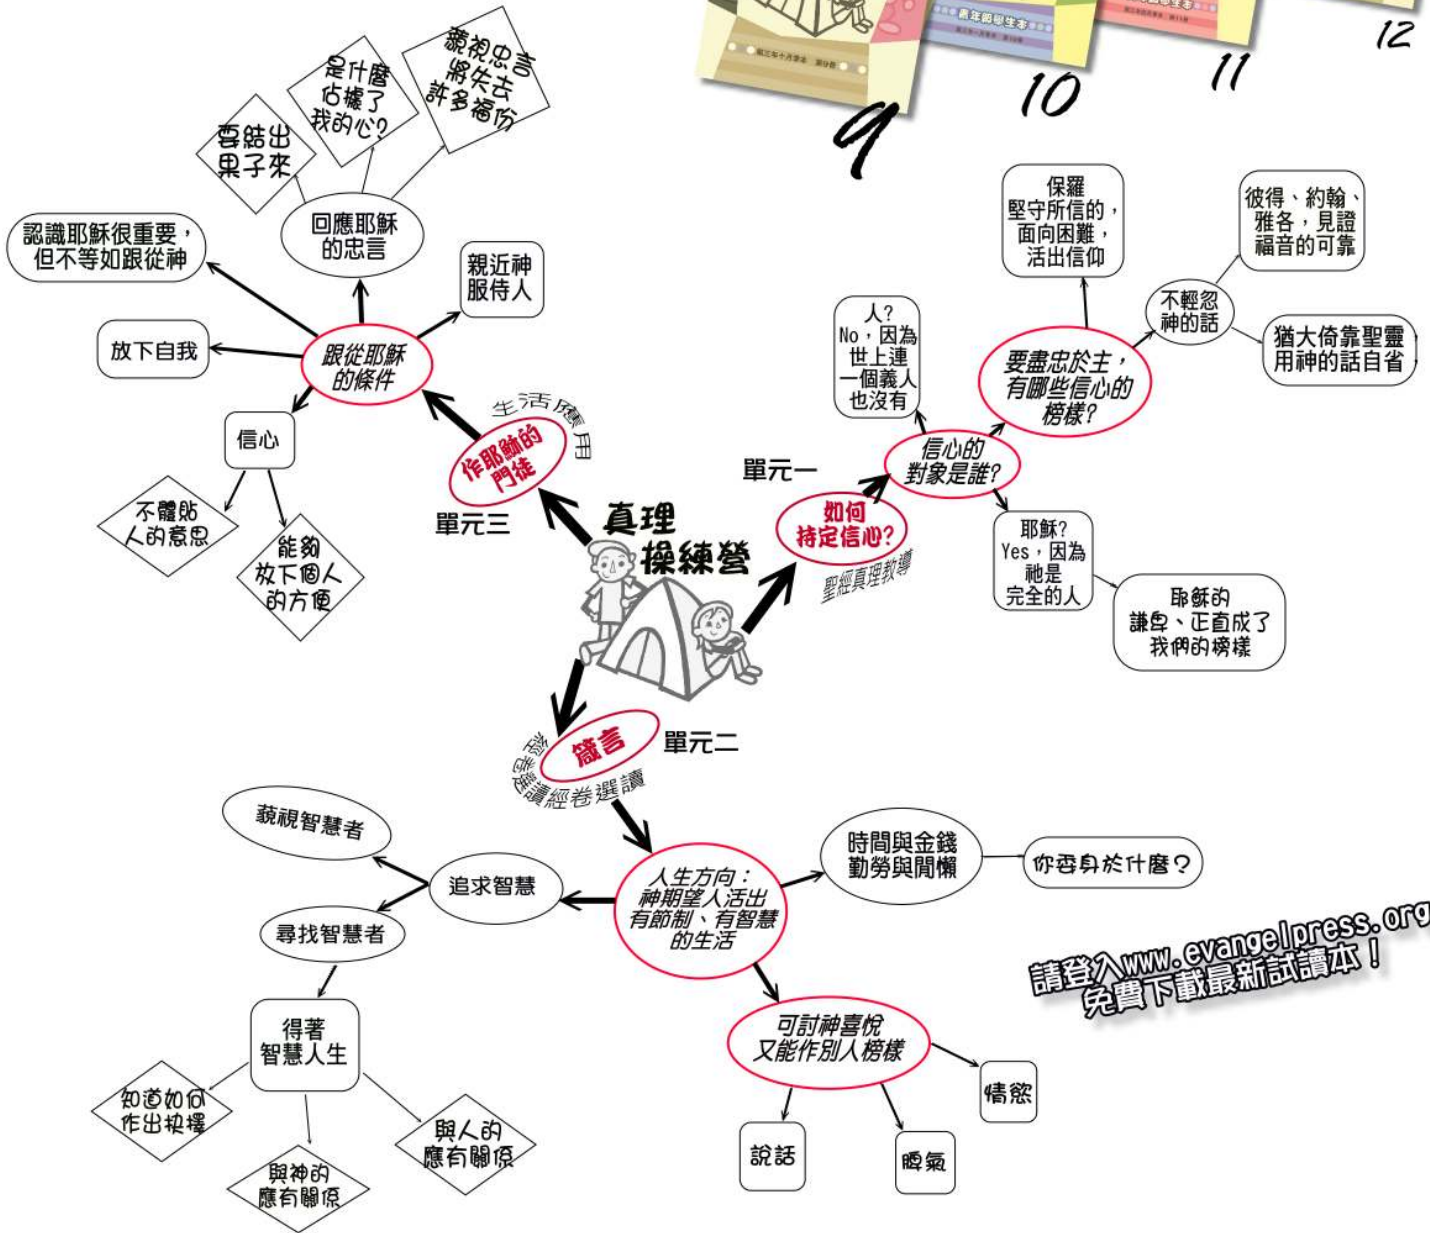 青年級學生本
9
10
11
12
藐視忠言
將失去
許多福份
是什麼
佔據了
我的心?
要結出
果子來
回應耶穌
的忠言
認識耶穌很重要，
但不等如跟從神
親近神
服侍人
放下自我
跟從耶穌
的條件
信心
不體貼
人的意思
能夠
放下個人
的方便
生活應用
作耶穌的
門徒
單元三
真理
操練營
單元一
如何
持定信心?
聖經真理教導
信心的
對象是誰?
人?
No，因為
世上連
一個義人
也沒有
耶穌?
Yes，因為
祂是
完全的人
耶穌的
謙卑、正直成了
我們的榜樣
要盡忠於主，
有哪些信心的
榜樣?
保羅
堅守所信的，
面向困難，
活出信仰
不輕忽
神的話
彼得、約翰、
雅各，見證
福音的可靠
猶大倚靠聖靈
用神的話自省
箴言
單元二
經卷選讀經卷選讀
人生方向：
神期望人活出
有節制、有智慧
的生活
追求智慧
藐視智慧者
尋找智慧者
得著
智慧人生
知道如何
作出抉擇
與神的
應有關係
與人的
應有關係
時間與金錢
勤勞與閒懶
你委身於什麼？
可討神喜悅
又能作別人榜樣
說話
脾氣
情慾
請登入www.evangelpress.org
免費下載最新試讀本！